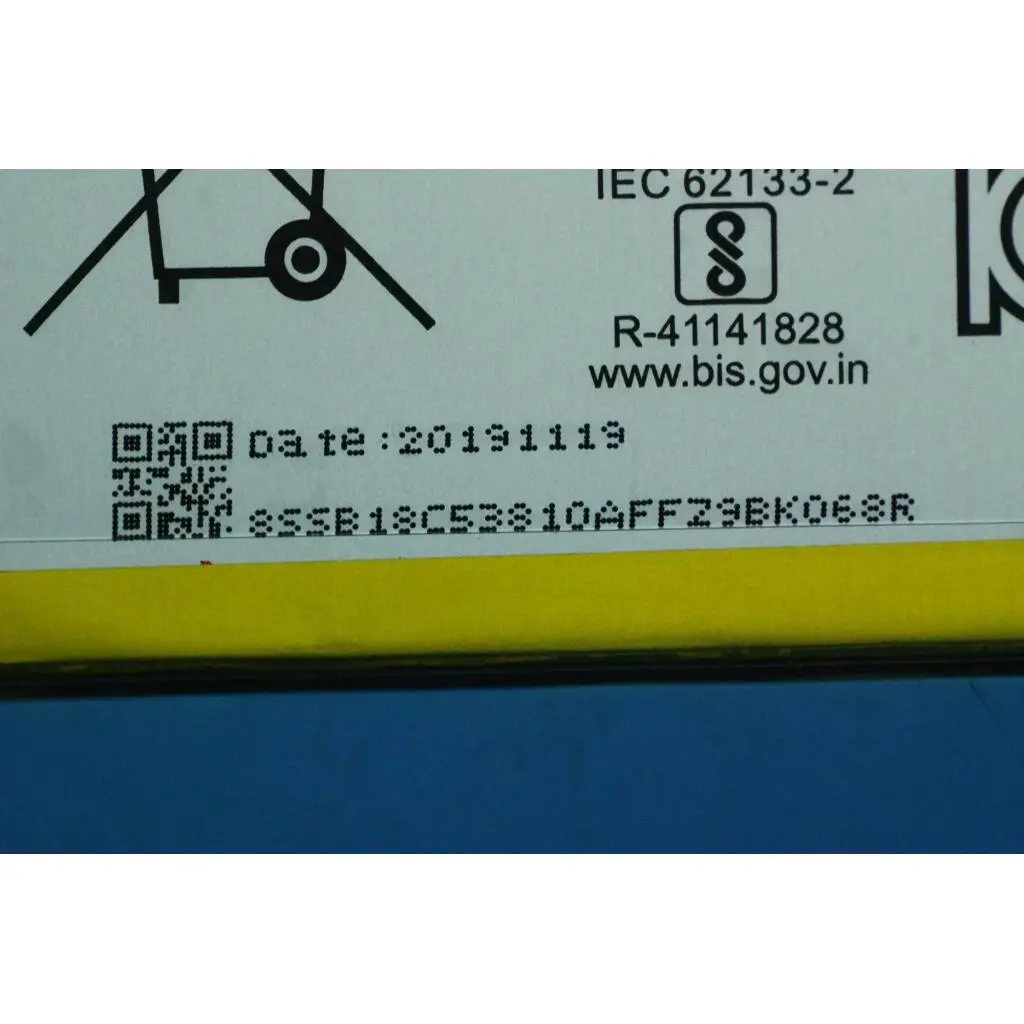 IEC 62133-2
R-41141828
www.bis.gov.in
Date:20191119
8SSB18C53810AFFZ9BK068R